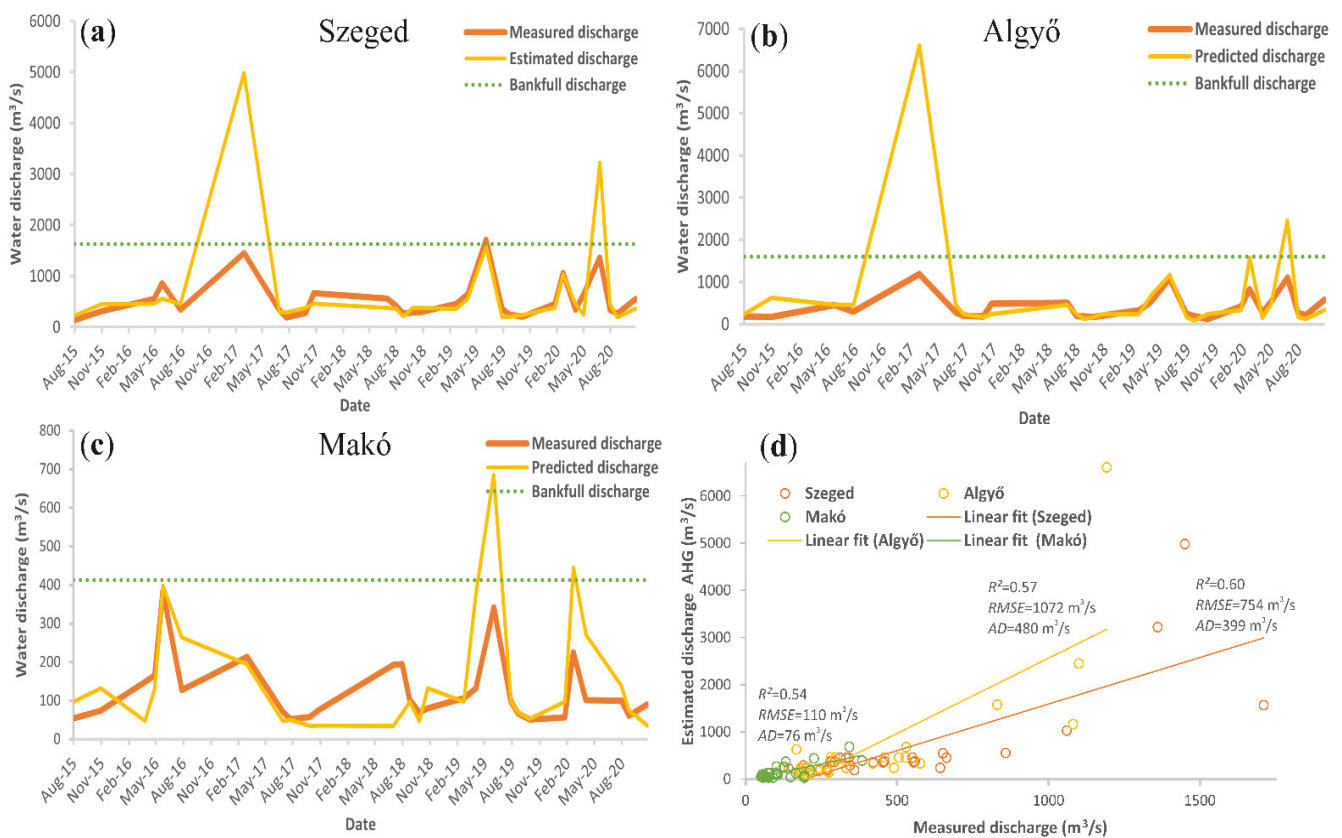 (a) Szeged
Measured discharge
Estimated discharge
Bankfull discharge
Water discharge (m³/s)
6000
5000
4000
3000
2000
1000
0
Aug-15 Nov-15 Feb-16 May-16 Aug-16 Nov-16 Feb-17 May-17 Aug-17 Nov-17 Feb-18 May-18 Aug-18 Nov-18 Feb-19 May-19 Aug-19 Nov-19 Feb-20 May-20 Aug-20
Date
(b) Algyő
Measured discharge
Predicted discharge
Bankfull discharge
Water discharge (m³/s)
7000
6000
5000
4000
3000
2000
1000
0
Aug-15 Nov-15 Feb-16 May-16 Aug-16 Nov-16 Feb-17 May-17 Aug-17 Nov-17 Feb-18 May-18 Aug-18 Nov-18 Feb-19 May-19 Aug-19 Nov-19 Feb-20 May-20 Aug-20
Date
(c) Makó
Measured discharge
Predicted discharge
Bankfull discharge
Water discharge (m³/s)
800
700
600
500
400
300
200
100
0
Aug-15 Nov-15 Feb-16 May-16 Aug-16 Nov-16 Feb-17 May-17 Aug-17 Nov-17 Feb-18 May-18 Aug-18 Nov-18 Feb-19 May-19 Aug-19 Nov-19 Feb-20 May-20 Aug-20
Date
(d)
Szeged Algyő
Makó Linear fit (Szeged)
Linear fit (Algyő) Linear fit (Makó)
Estimated discharge AHG (m³/s)
6000
5000
4000
3000
2000
1000
0
R²=0.57
RMSE=1072 m³/s
AD=480 m³/s
R²=0.60
RMSE=754 m³/s
AD=399 m³/s
R²=0.54
RMSE=110 m³/s
AD=76 m³/s
0 500 1000 1500
Measured discharge (m³/s)